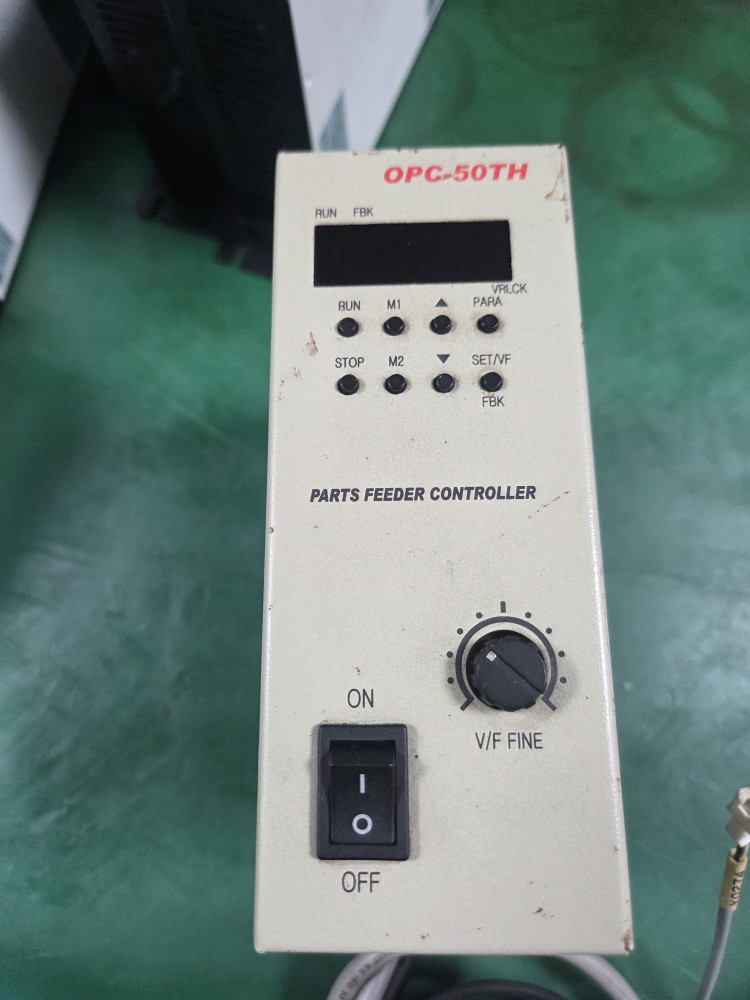 OPC-50TH
RUN FBK
VRLCK
RUN M1 ▲ PARA
STOP M2 ▼ SET/VF
FBK
PARTS FEEDER CONTROLLER
V/F FINE
ON
I
O
OFF